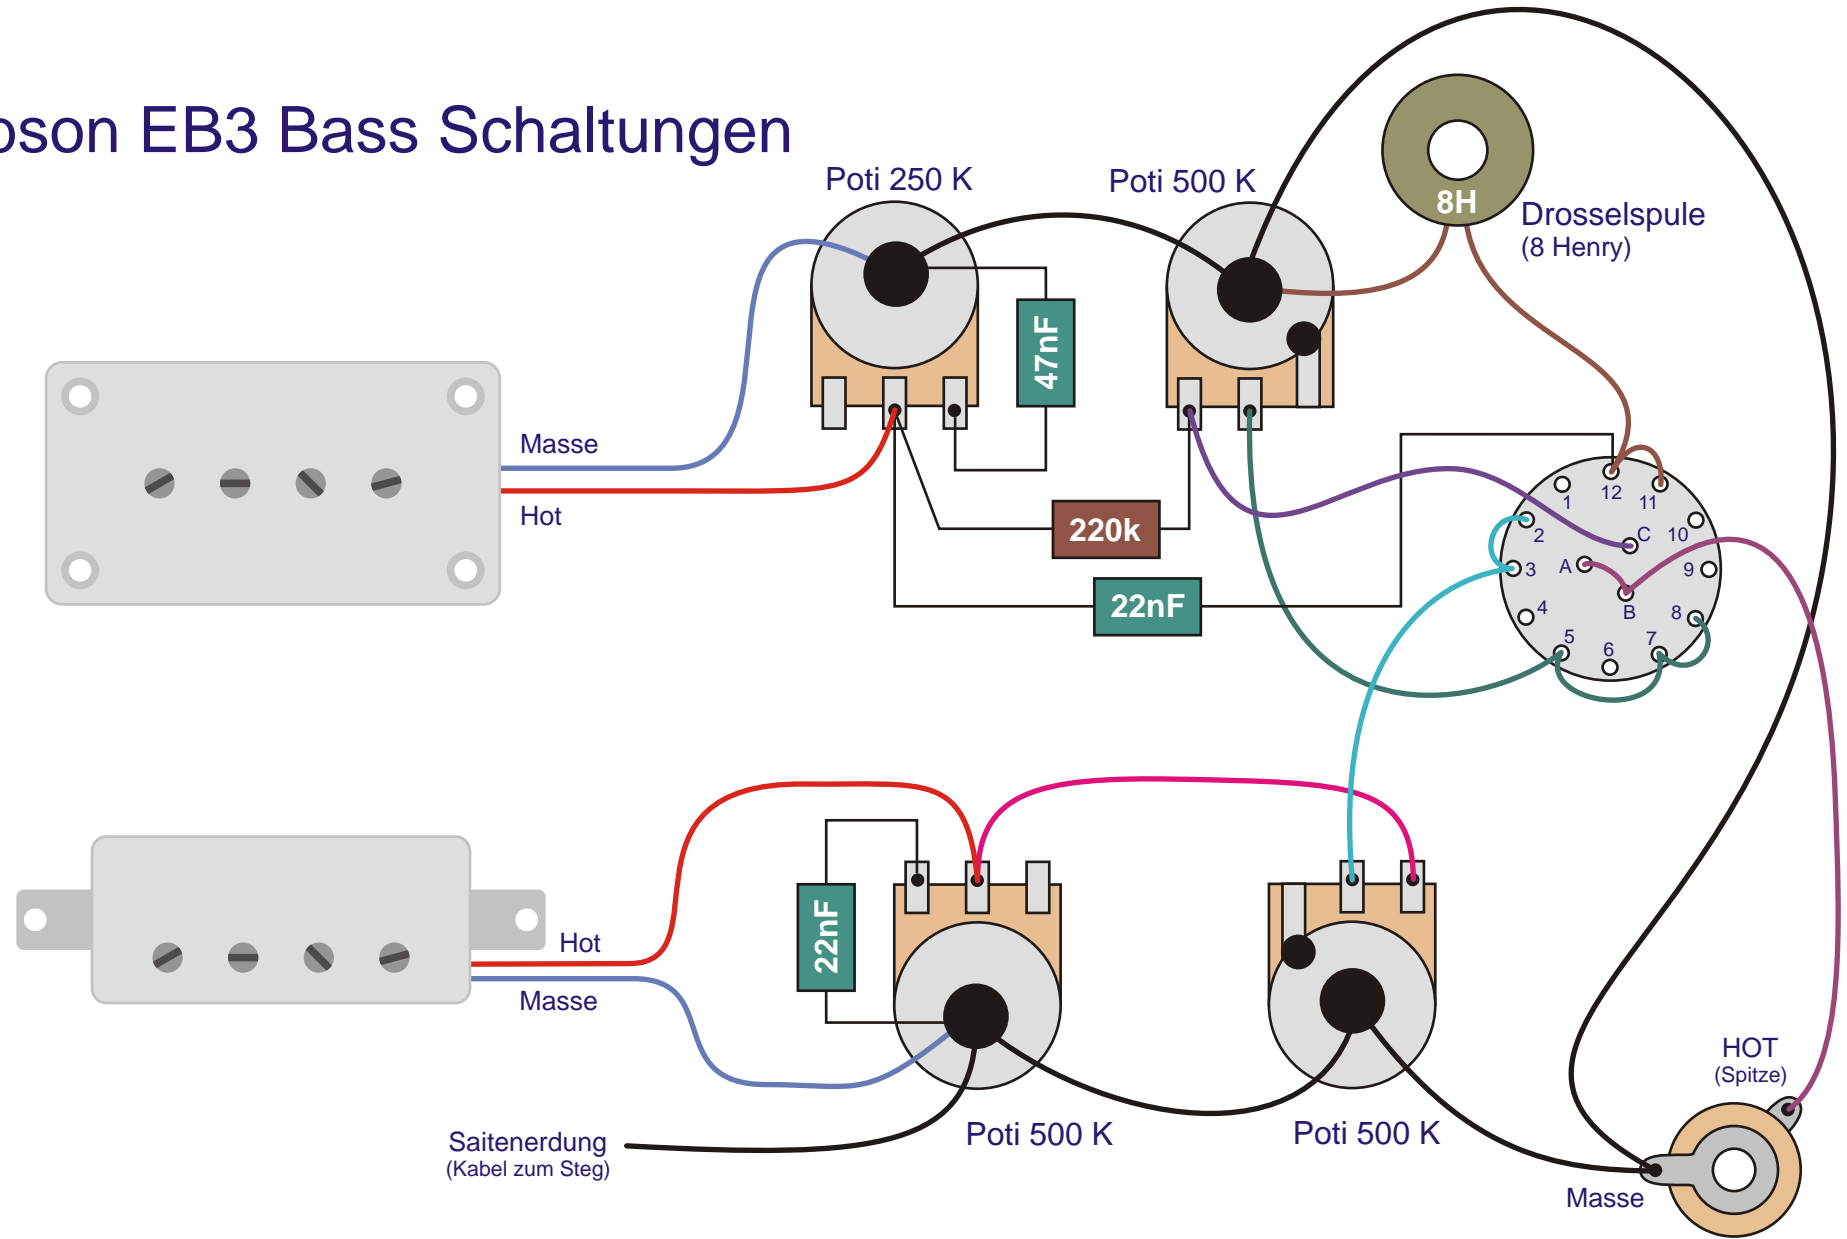 oson EB3 Bass Schaltungen
Poti 250 K
Poti 500 K
8H
Drosselspule
(8 Henry)
47nF
Masse
Hot
220k
22nF
1
12
11
2
C
10
3
A
9
4
B
8
5
6
7
Hot
Masse
22nF
Saitenerdung
(Kabel zum Steg)
Poti 500 K
Poti 500 K
HOT
(Spitze)
Masse